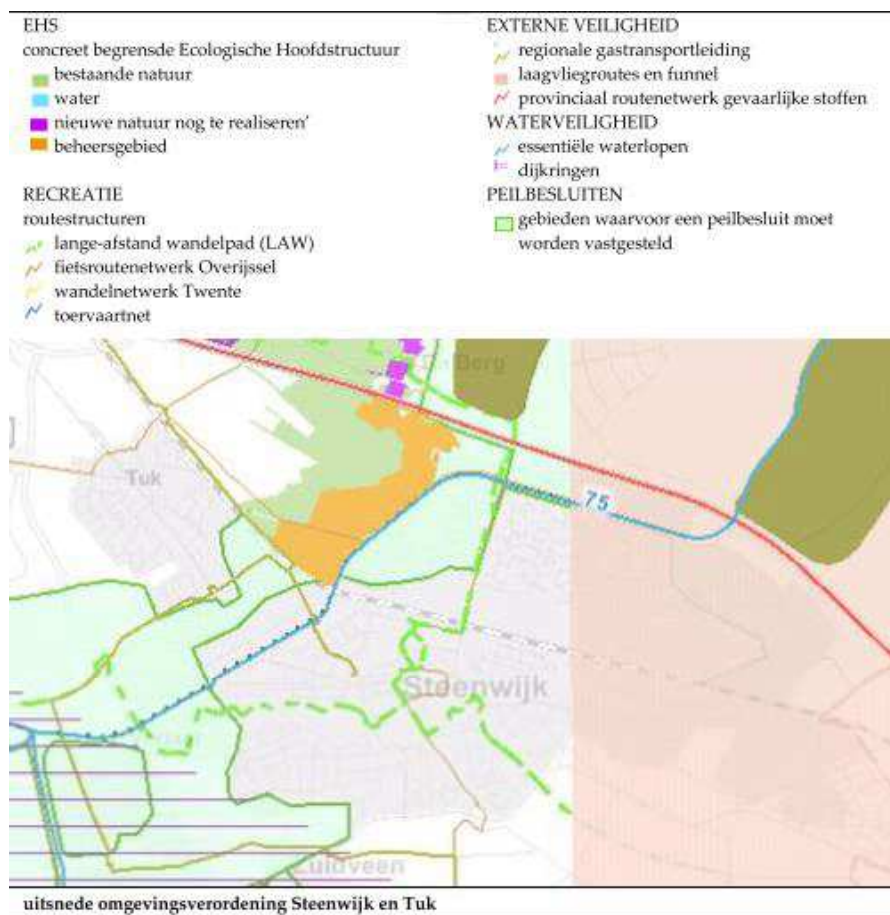 EHS
concreet begrensde Ecologische Hoofdstructuur
bestaande natuur
water
nieuwe natuur nog te realiseren'
beheersgebied
RECREATIE
routestructuren
lange-afstand wandelpad (LAW)
fietsroutenetwerk Overijssel
wandelnetwerk Twente
toervaartnet
EXTERNE VEILIGHEID
regionale gastransportleiding
laagvliegroutes en funnel
provinciaal routenetwerk gevaarlijke stoffen
WATERVEILIGHEID
essentiële waterlopen
dijkringen
PEILBESLUITEN
gebieden waarvoor een peilbesluit moet
worden vastgesteld
Berg
Tuk
75
Steenwijk
Zuidveen
uitsnede omgevingsverordening Steenwijk en Tuk